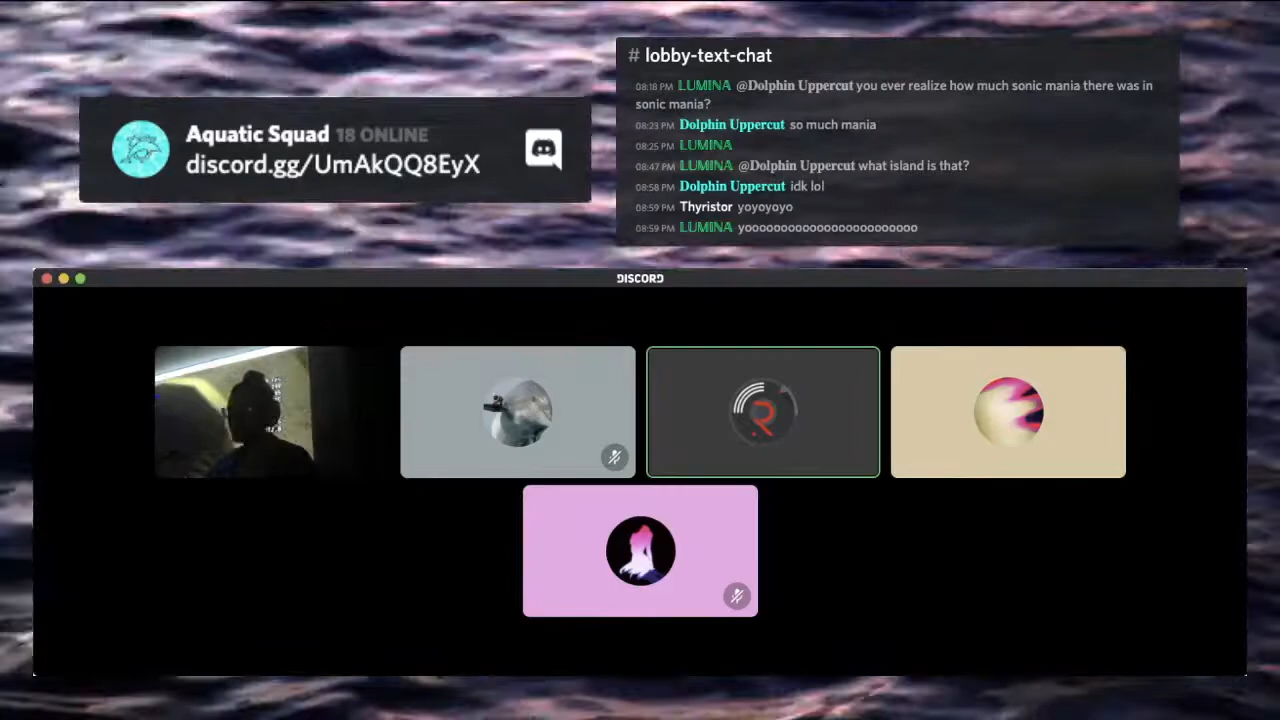 Aquatic Squad 18 ONLINE
discord.gg/UmAkQQ8EyX
# lobby-text-chat
08:18 PM LUMINA @Dolphin Uppercut you ever realize how much sonic mania there was in
sonic mania?
08:23 PM Dolphin Uppercut so much mania
08:25 PM LUMINA
08:47 PM LUMINA @Dolphin Uppercut what island is that?
08:58 PM Dolphin Uppercut idk lol
08:59 PM Thyristor yoyoyoyo
08:59 PM LUMINA yoooooooooooooooooooooooo
DISCORD
R